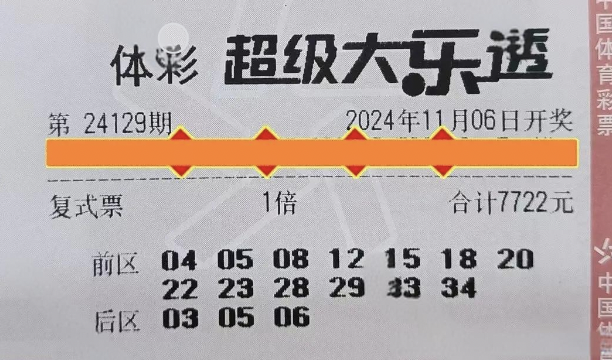 体彩 超级大乐透
第 24129期 2024年11月06日开奖
复式票 1倍 合计7722元
前区 04 05 08 12 15 18 20
22 23 28 29 33 34
后区 03 05 06
中国体育彩票
中国体